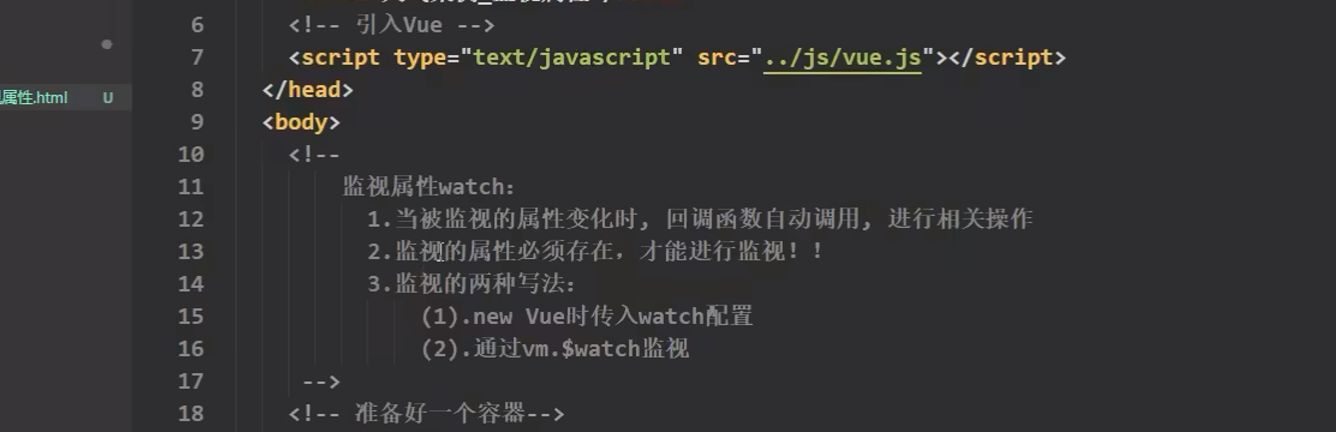 6 <!-- 引入Vue -->
7 <script type="text/javascript" src="../js/vue.js"></script>
8 </head>
属性.html U
9 <body>
10 <!--
11 监视属性watch：
12 1.当被监视的属性变化时, 回调函数自动调用, 进行相关操作
13 2.监视的属性必须存在，才能进行监视！！
14 3.监视的两种写法：
15 (1).new Vue时传入watch配置
16 (2).通过vm.$watch监视
17 -->
18 <!-- 准备好一个容器-->